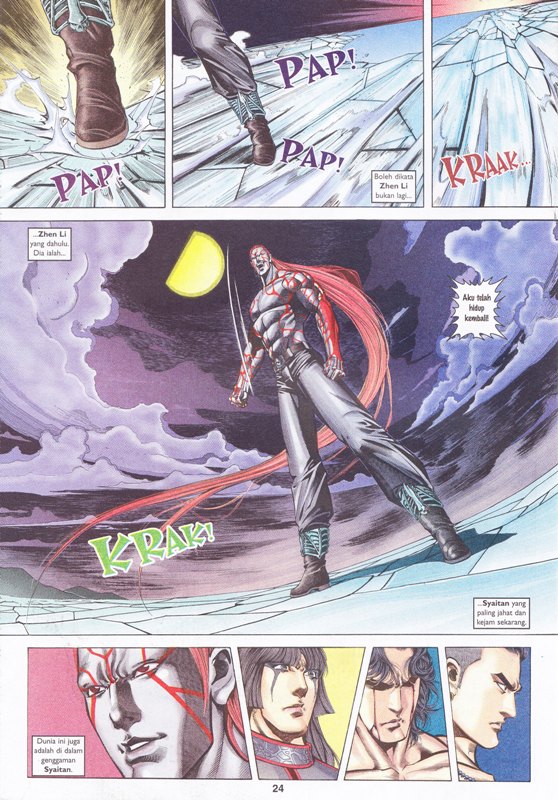 PAP!
PAP!
PAP!
Boleh dikata
Zhen Li
bukan lagi...
KRAAK...
...Zhen Li
yang dahulu.
Dia ialah...
Aku telah
hidup
kembali!
KRAK!
...Syaitan yang
paling jahat dan
kejam sekarang.
Dunia ini juga
adalah di dalam
genggaman
Syaitan.
24